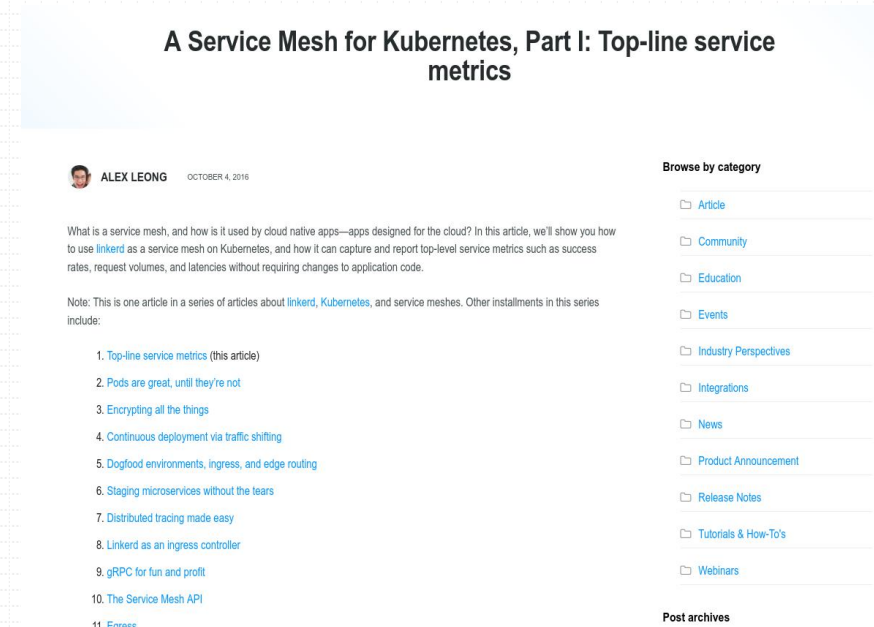 A Service Mesh for Kubernetes, Part I: Top-line service
metrics
ALEX LEONG
OCTOBER 4, 2016
What is a service mesh, and how is it used by cloud native apps—apps designed for the cloud? In this article, we'll show you how
to use linkerd as a service mesh on Kubernetes, and how it can capture and report top-level service metrics such as success
rates, request volumes, and latencies without requiring changes to application code.
Note: This is one article in a series of articles about linkerd, Kubernetes, and service meshes. Other installments in this series
include:
1. Top-line service metrics (this article)
2. Pods are great, until they're not
3. Encrypting all the things
4. Continuous deployment via traffic shifting
5. Dogfood environments, ingress, and edge routing
6. Staging microservices without the tears
7. Distributed tracing made easy
8. Linkerd as an ingress controller
9. gRPC for fun and profit
10. The Service Mesh API
11. Egress
Browse by category
Article
Community
Education
Events
Industry Perspectives
Integrations
News
Product Announcement
Release Notes
Tutorials & How-To's
Webinars
Post archives